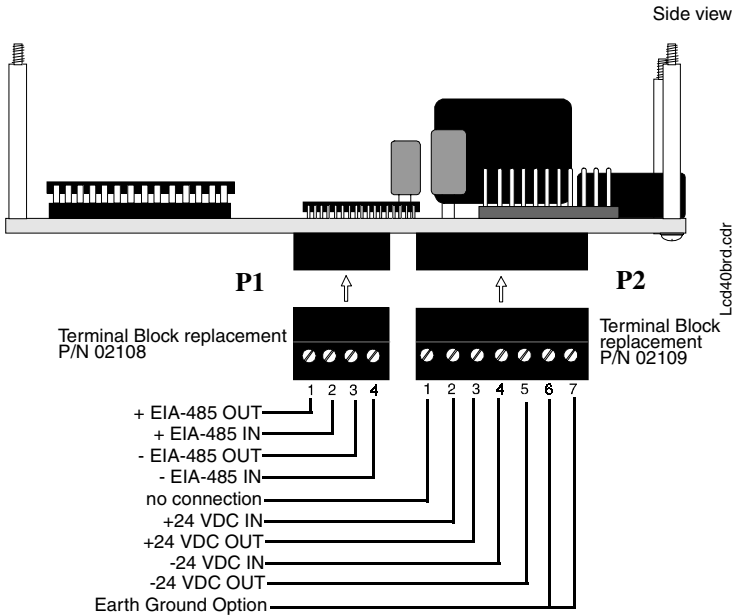 Side view
Lcd40brd.cdr
P1
P2
Terminal Block replacement
P/N 02108
Terminal Block
replacement
P/N 02109
1 2 3 4
1 2 3 4 5 6 7
+ EIA-485 OUT
+ EIA-485 IN
- EIA-485 OUT
- EIA-485 IN
no connection
+24 VDC IN
+24 VDC OUT
-24 VDC IN
-24 VDC OUT
Earth Ground Option